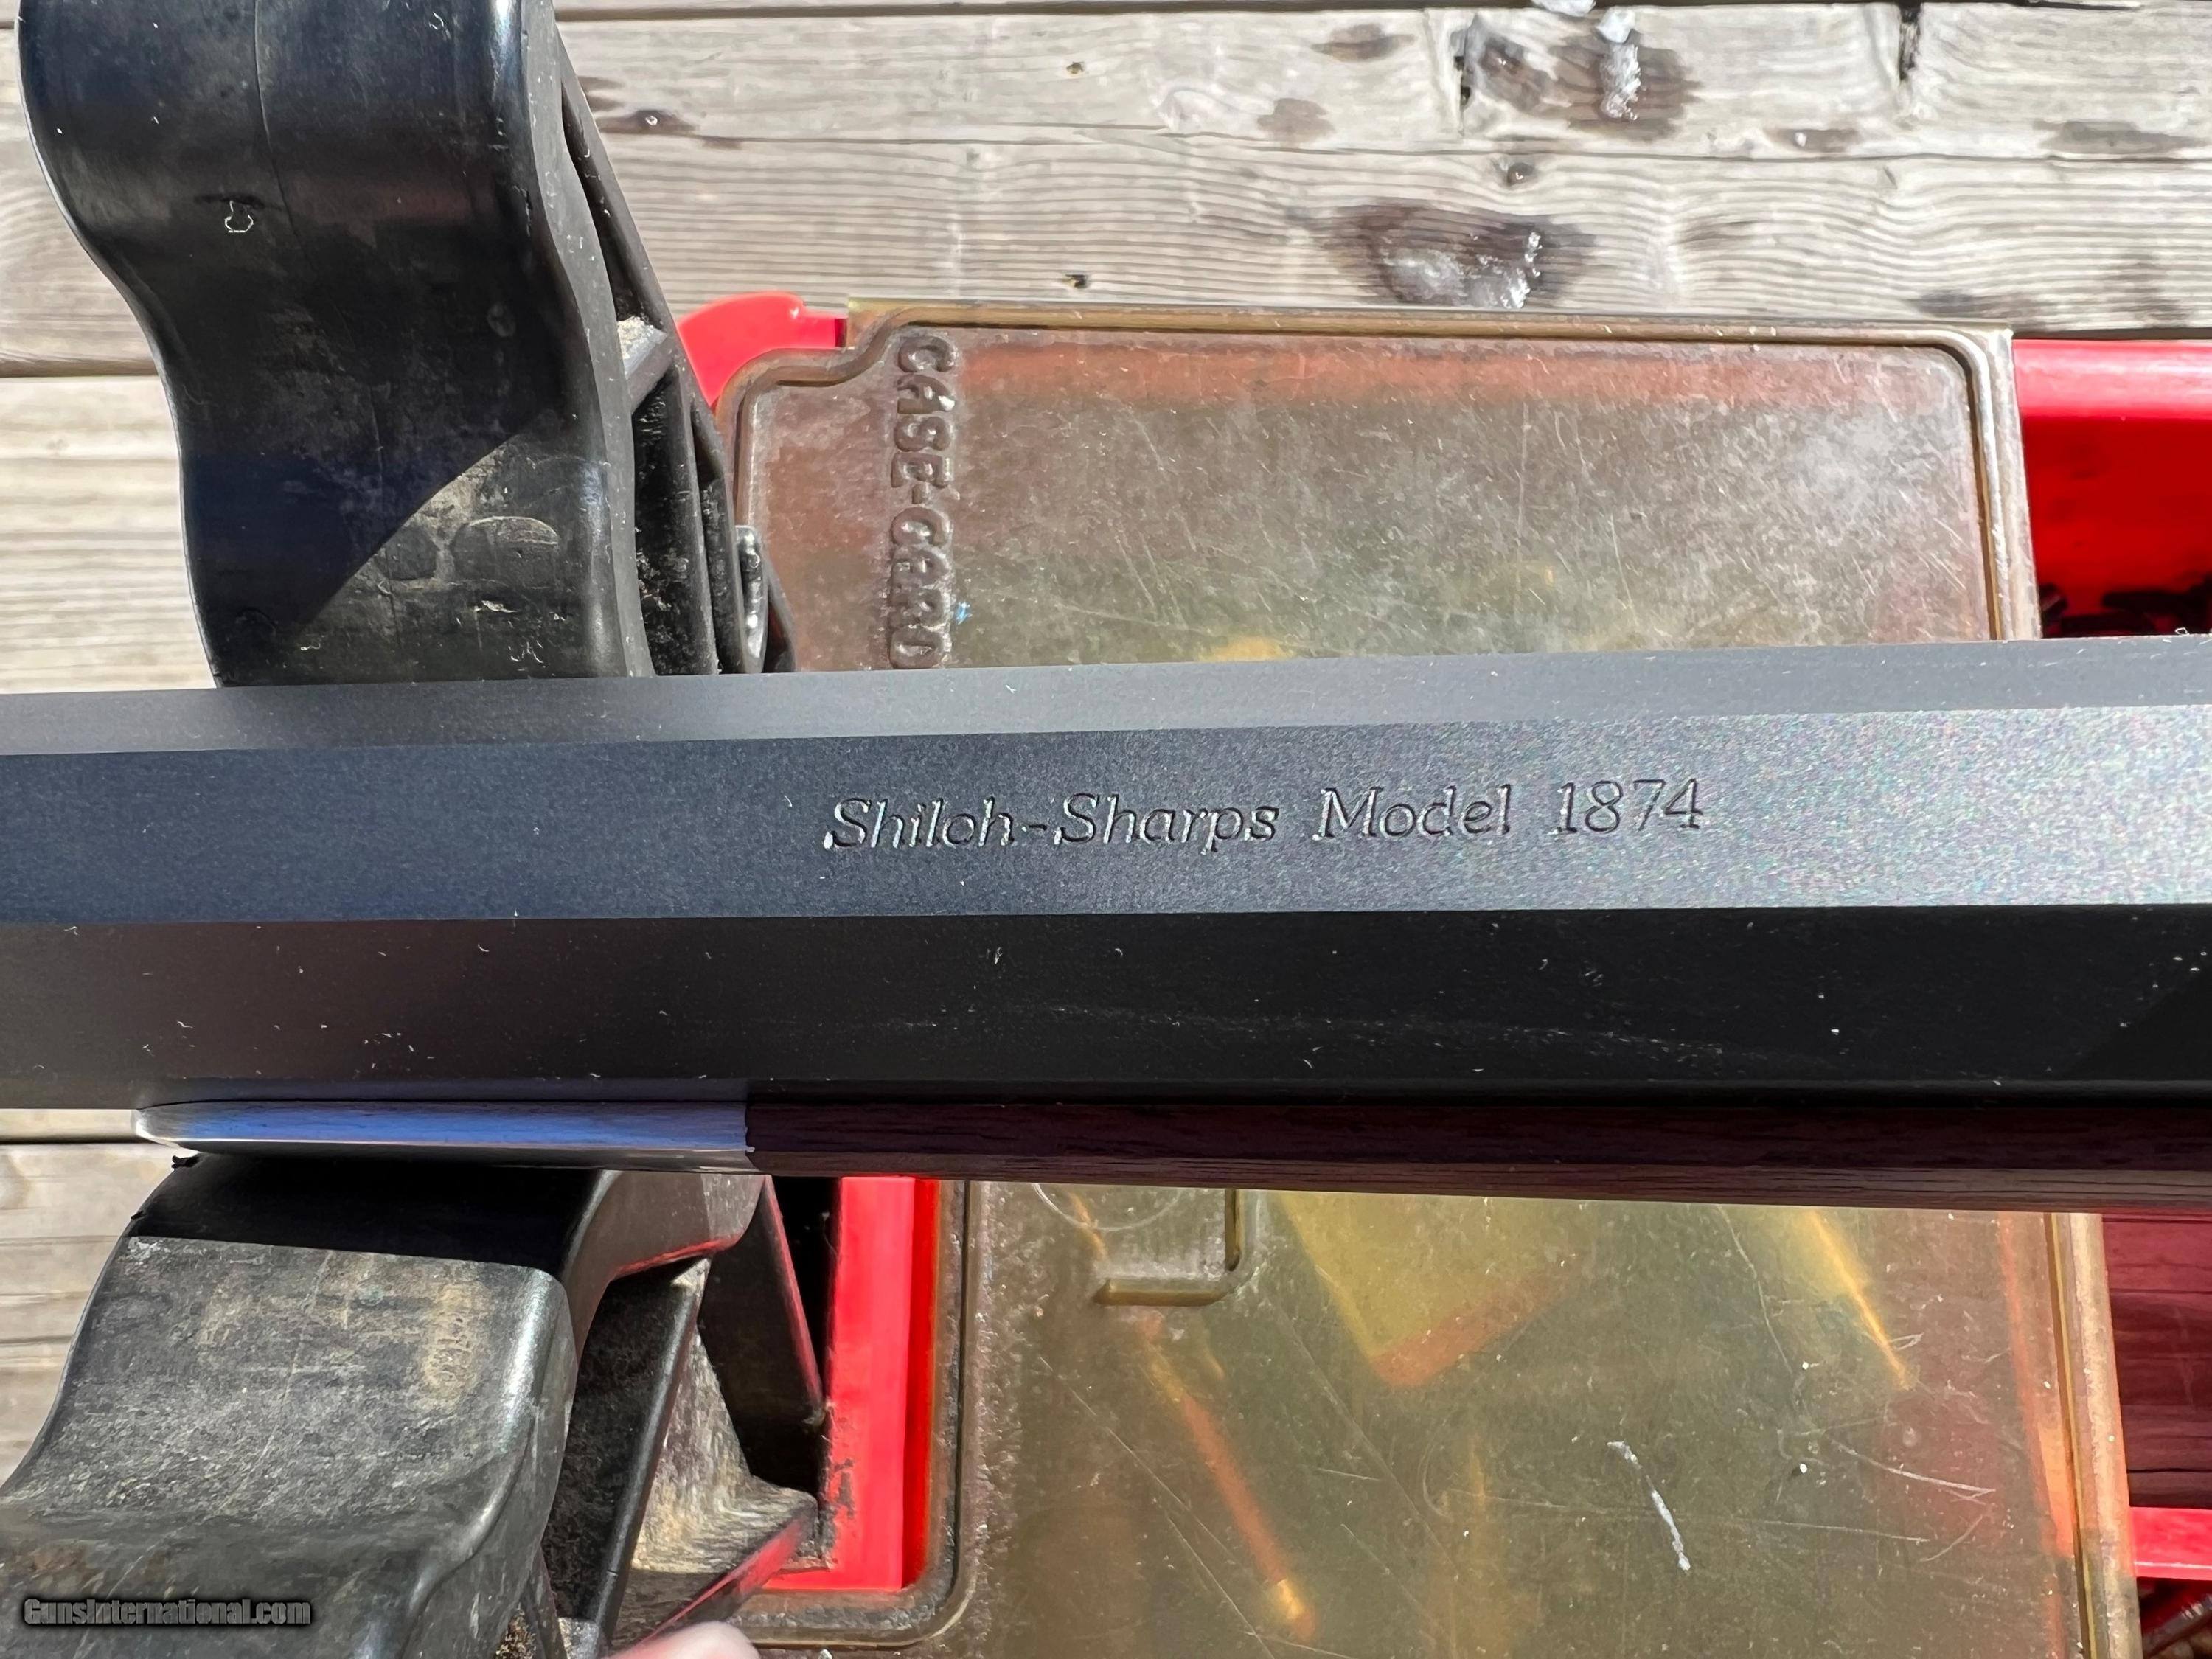 CASE-GARD
Shiloh-Sharps Model 1874
GunsInternational.com